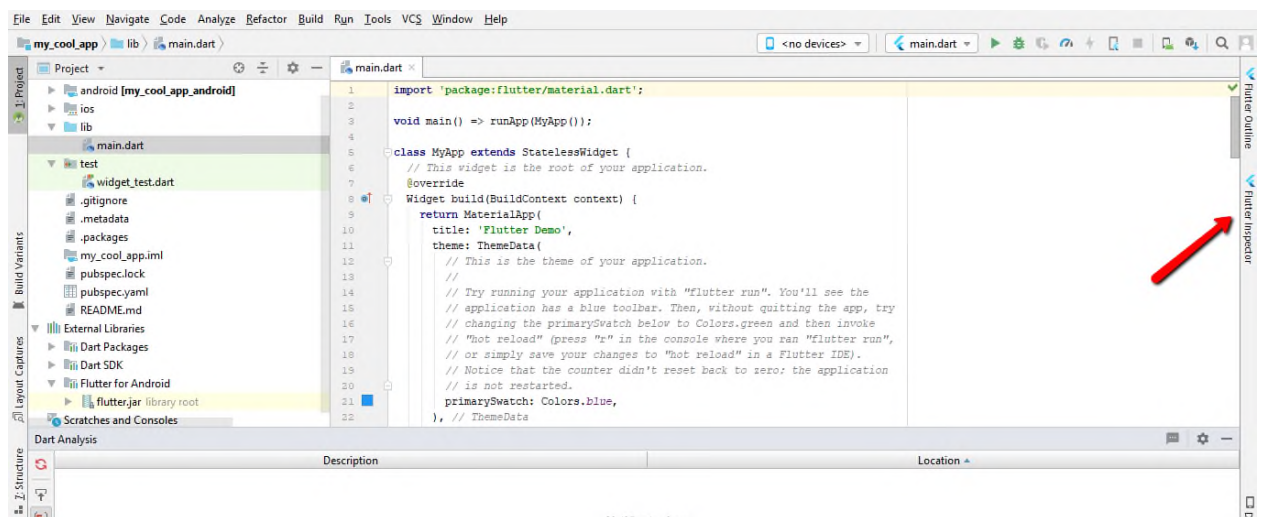 File Edit View Navigate Code Analyze Refactor Build Run Tools VCS Window Help
my_cool_app lib main.dart
<no devices> main.dart
1: Project
Build Variants
Layout Captures
Z: Structure
Project
android [my_cool_app_android]
ios
lib
main.dart
test
widget_test.dart
.gitignore
.metadata
.packages
my_cool_app.iml
pubspec.lock
pubspec.yaml
README.md
External Libraries
Dart Packages
Dart SDK
Flutter for Android
flutter.jar library root
Scratches and Consoles
main.dart
1 import 'package:flutter/material.dart';
2
3 void main() => runApp(MyApp());
4
5 class MyApp extends StatelessWidget {
6 // This widget is the root of your application.
7 @override
8 Widget build(BuildContext context) {
9 return MaterialApp(
10 title: 'Flutter Demo',
11 theme: ThemeData(
12 // This is the theme of your application.
13 //
14 // Try running your application with "flutter run". You'll see the
15 // application has a blue toolbar. Then, without quitting the app, try
16 // changing the primarySwatch below to Colors.green and then invoke
17 // "hot reload" (press "r" in the console where you ran "flutter run",
18 // or simply save your changes to "hot reload" in a Flutter IDE).
19 // Notice that the counter didn't reset back to zero; the application
20 // is not restarted.
21 primarySwatch: Colors.blue,
22 ), // ThemeData
Flutter Outline
Flutter Inspector
Dart Analysis
Description Location